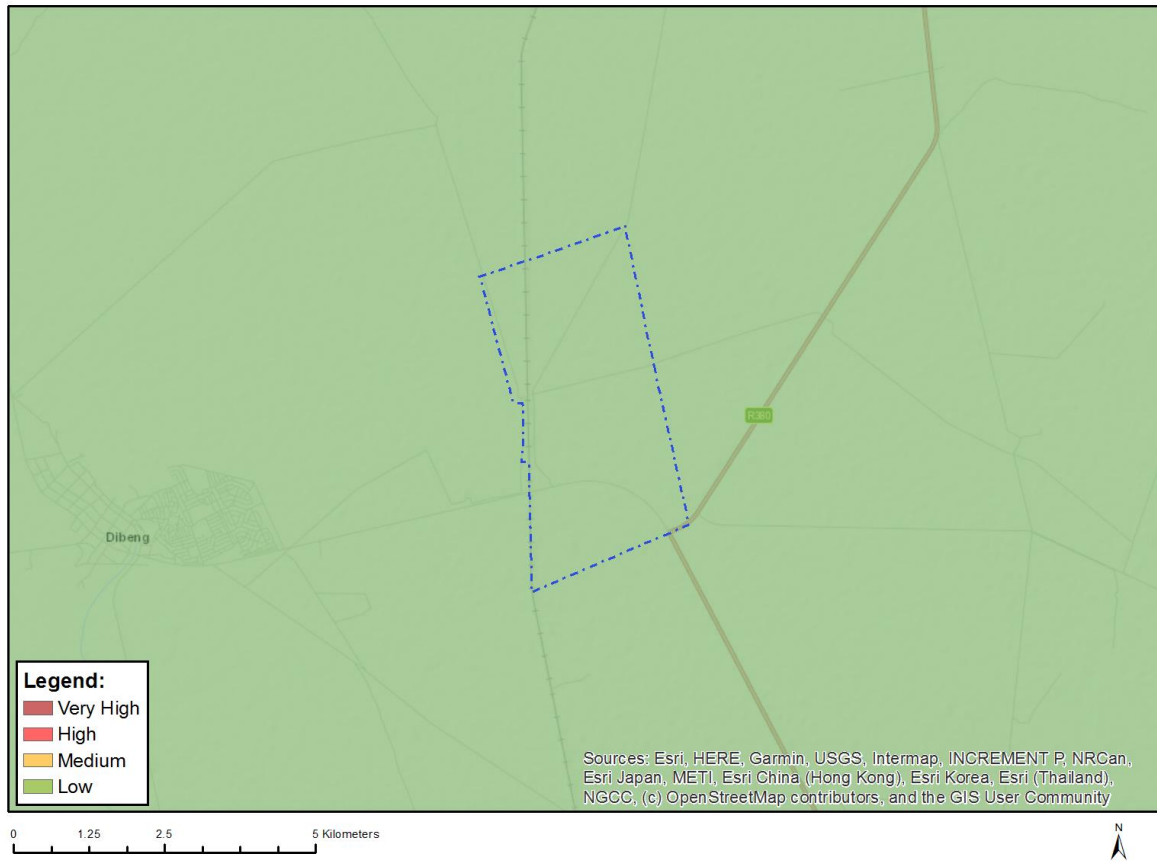 R380
Dibeng
Legend:
Very High
High
Medium
Low
Sources: Esri, HERE, Garmin, USGS, Intermap, INCREMENT P, NRCan,
Esri Japan, METI, Esri China (Hong Kong), Esri Korea, Esri (Thailand),
NGCC, (c) OpenStreetMap contributors, and the GIS User Community
0 1.25 2.5 5 Kilometers
N